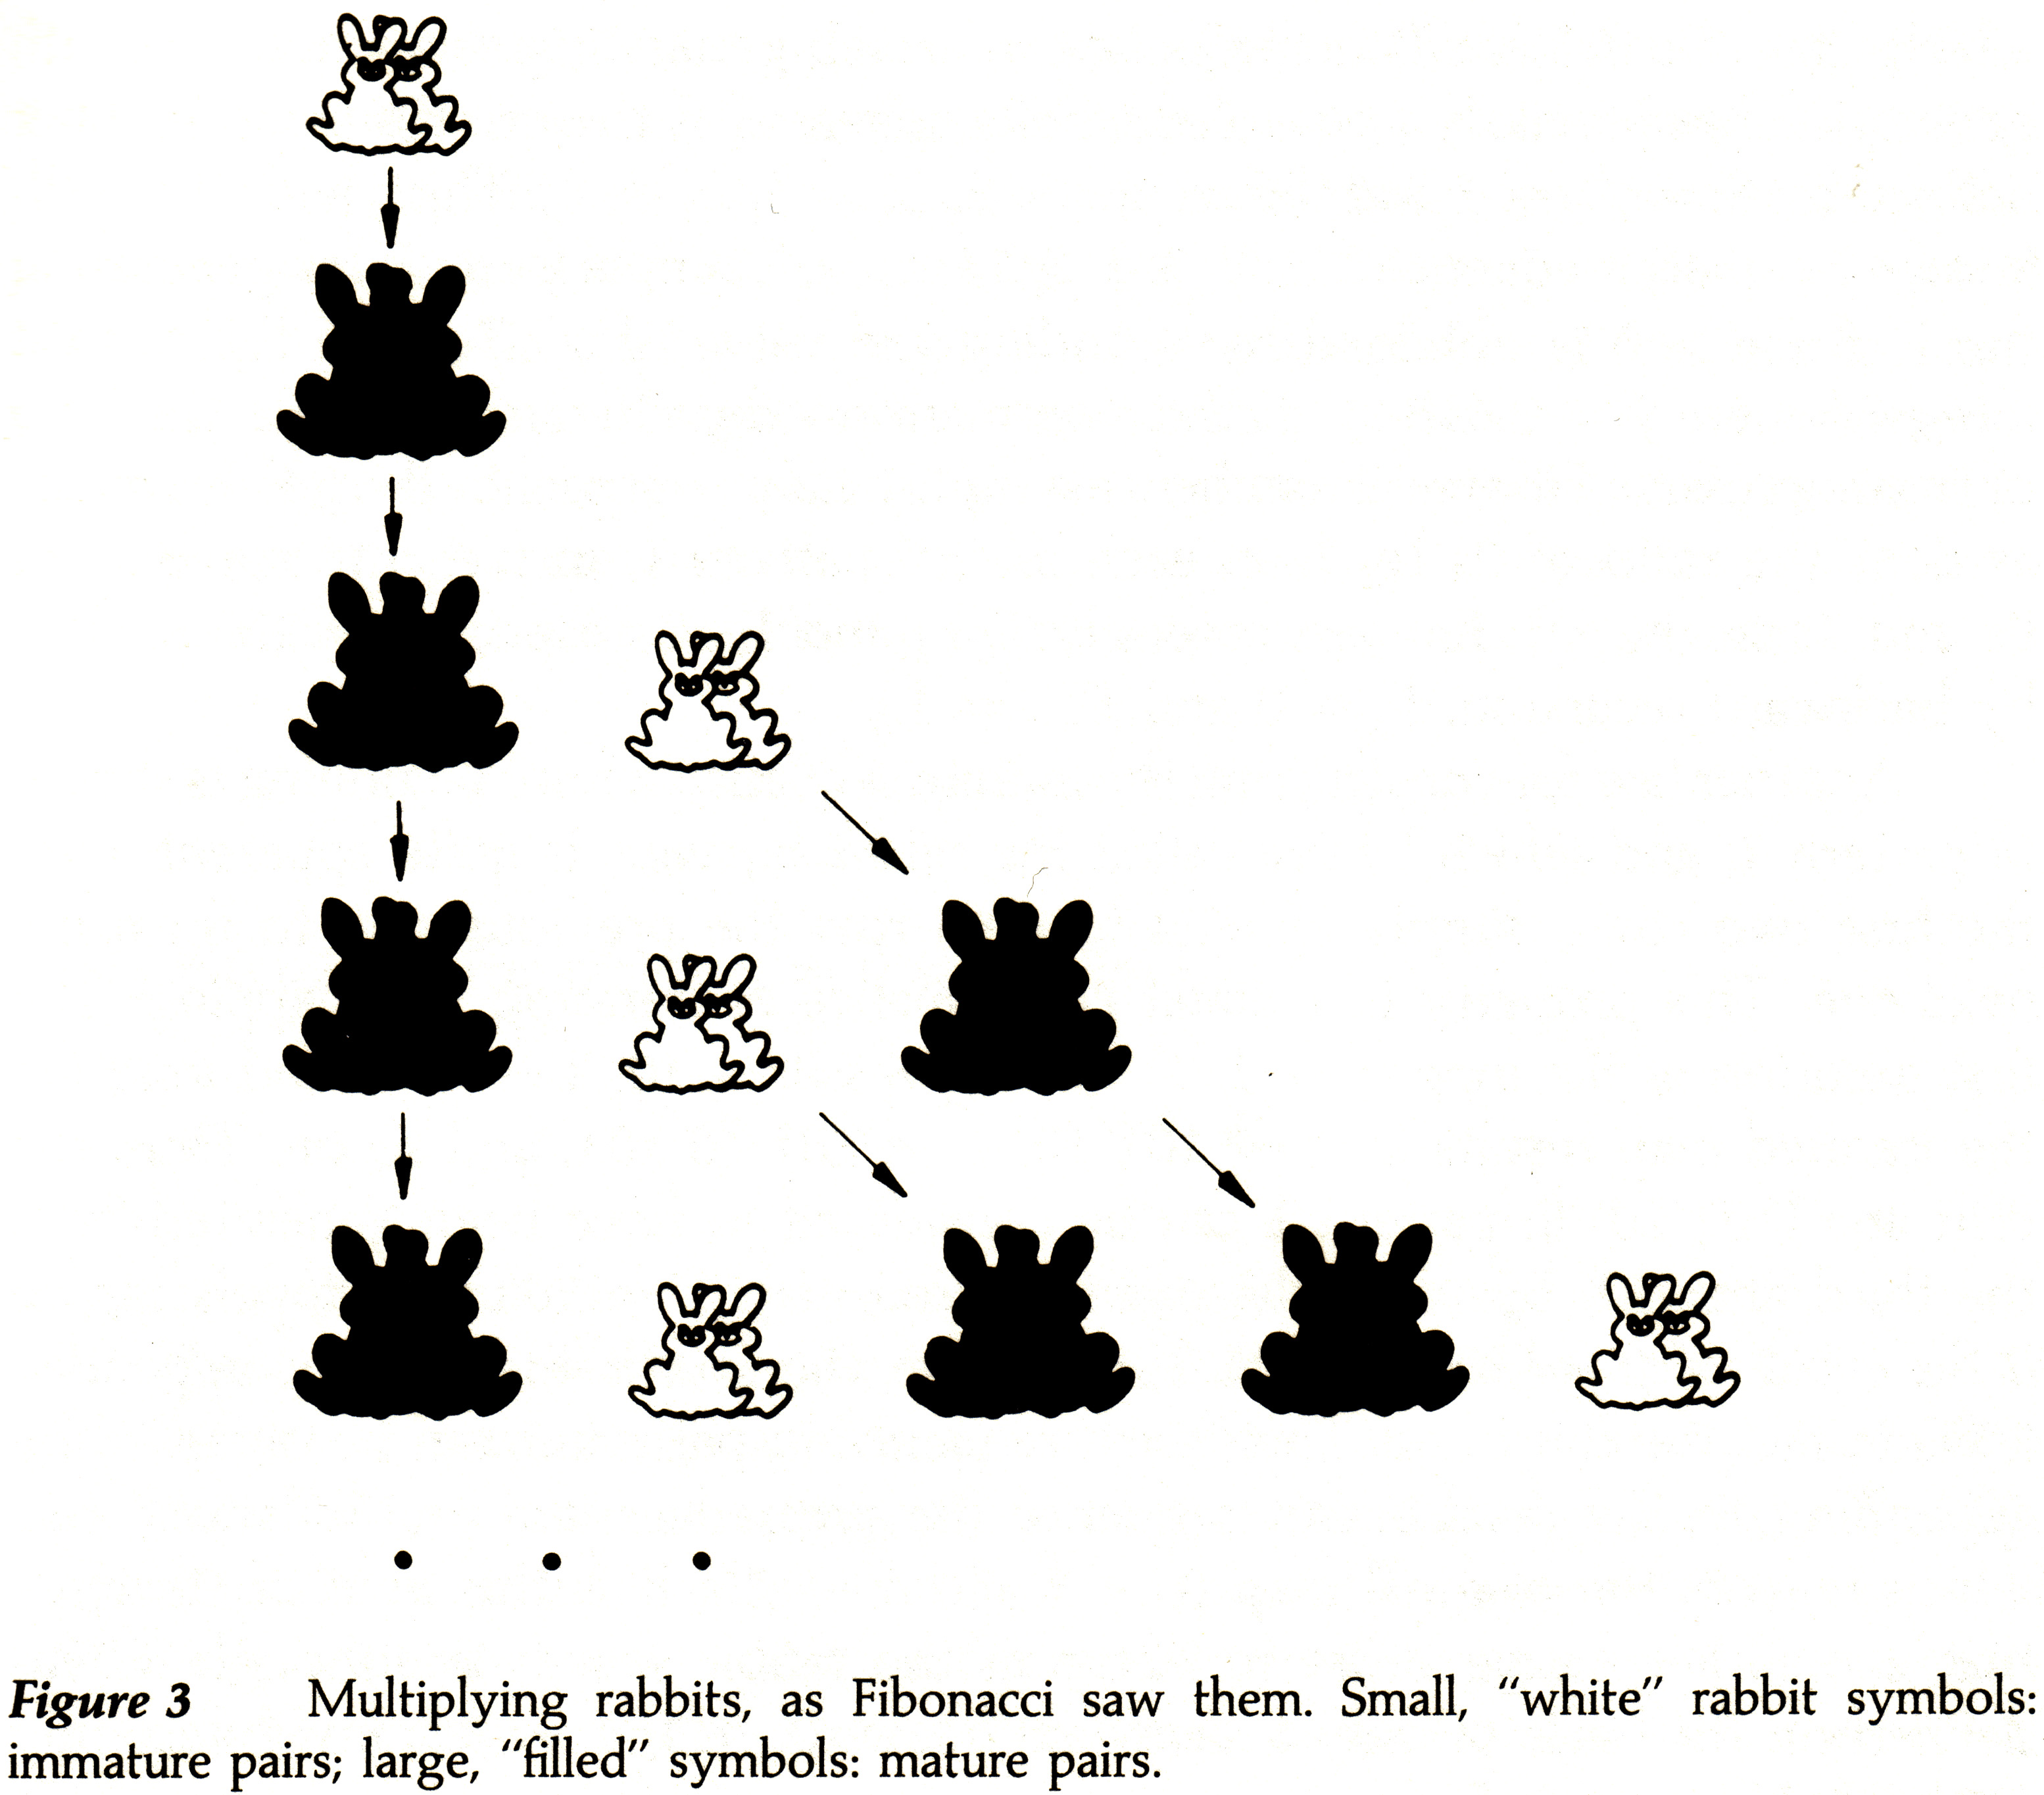 Figure 3 Multiplying rabbits, as Fibonacci saw them. Small, “white” rabbit symbols:
immature pairs; large, “filled” symbols: mature pairs.